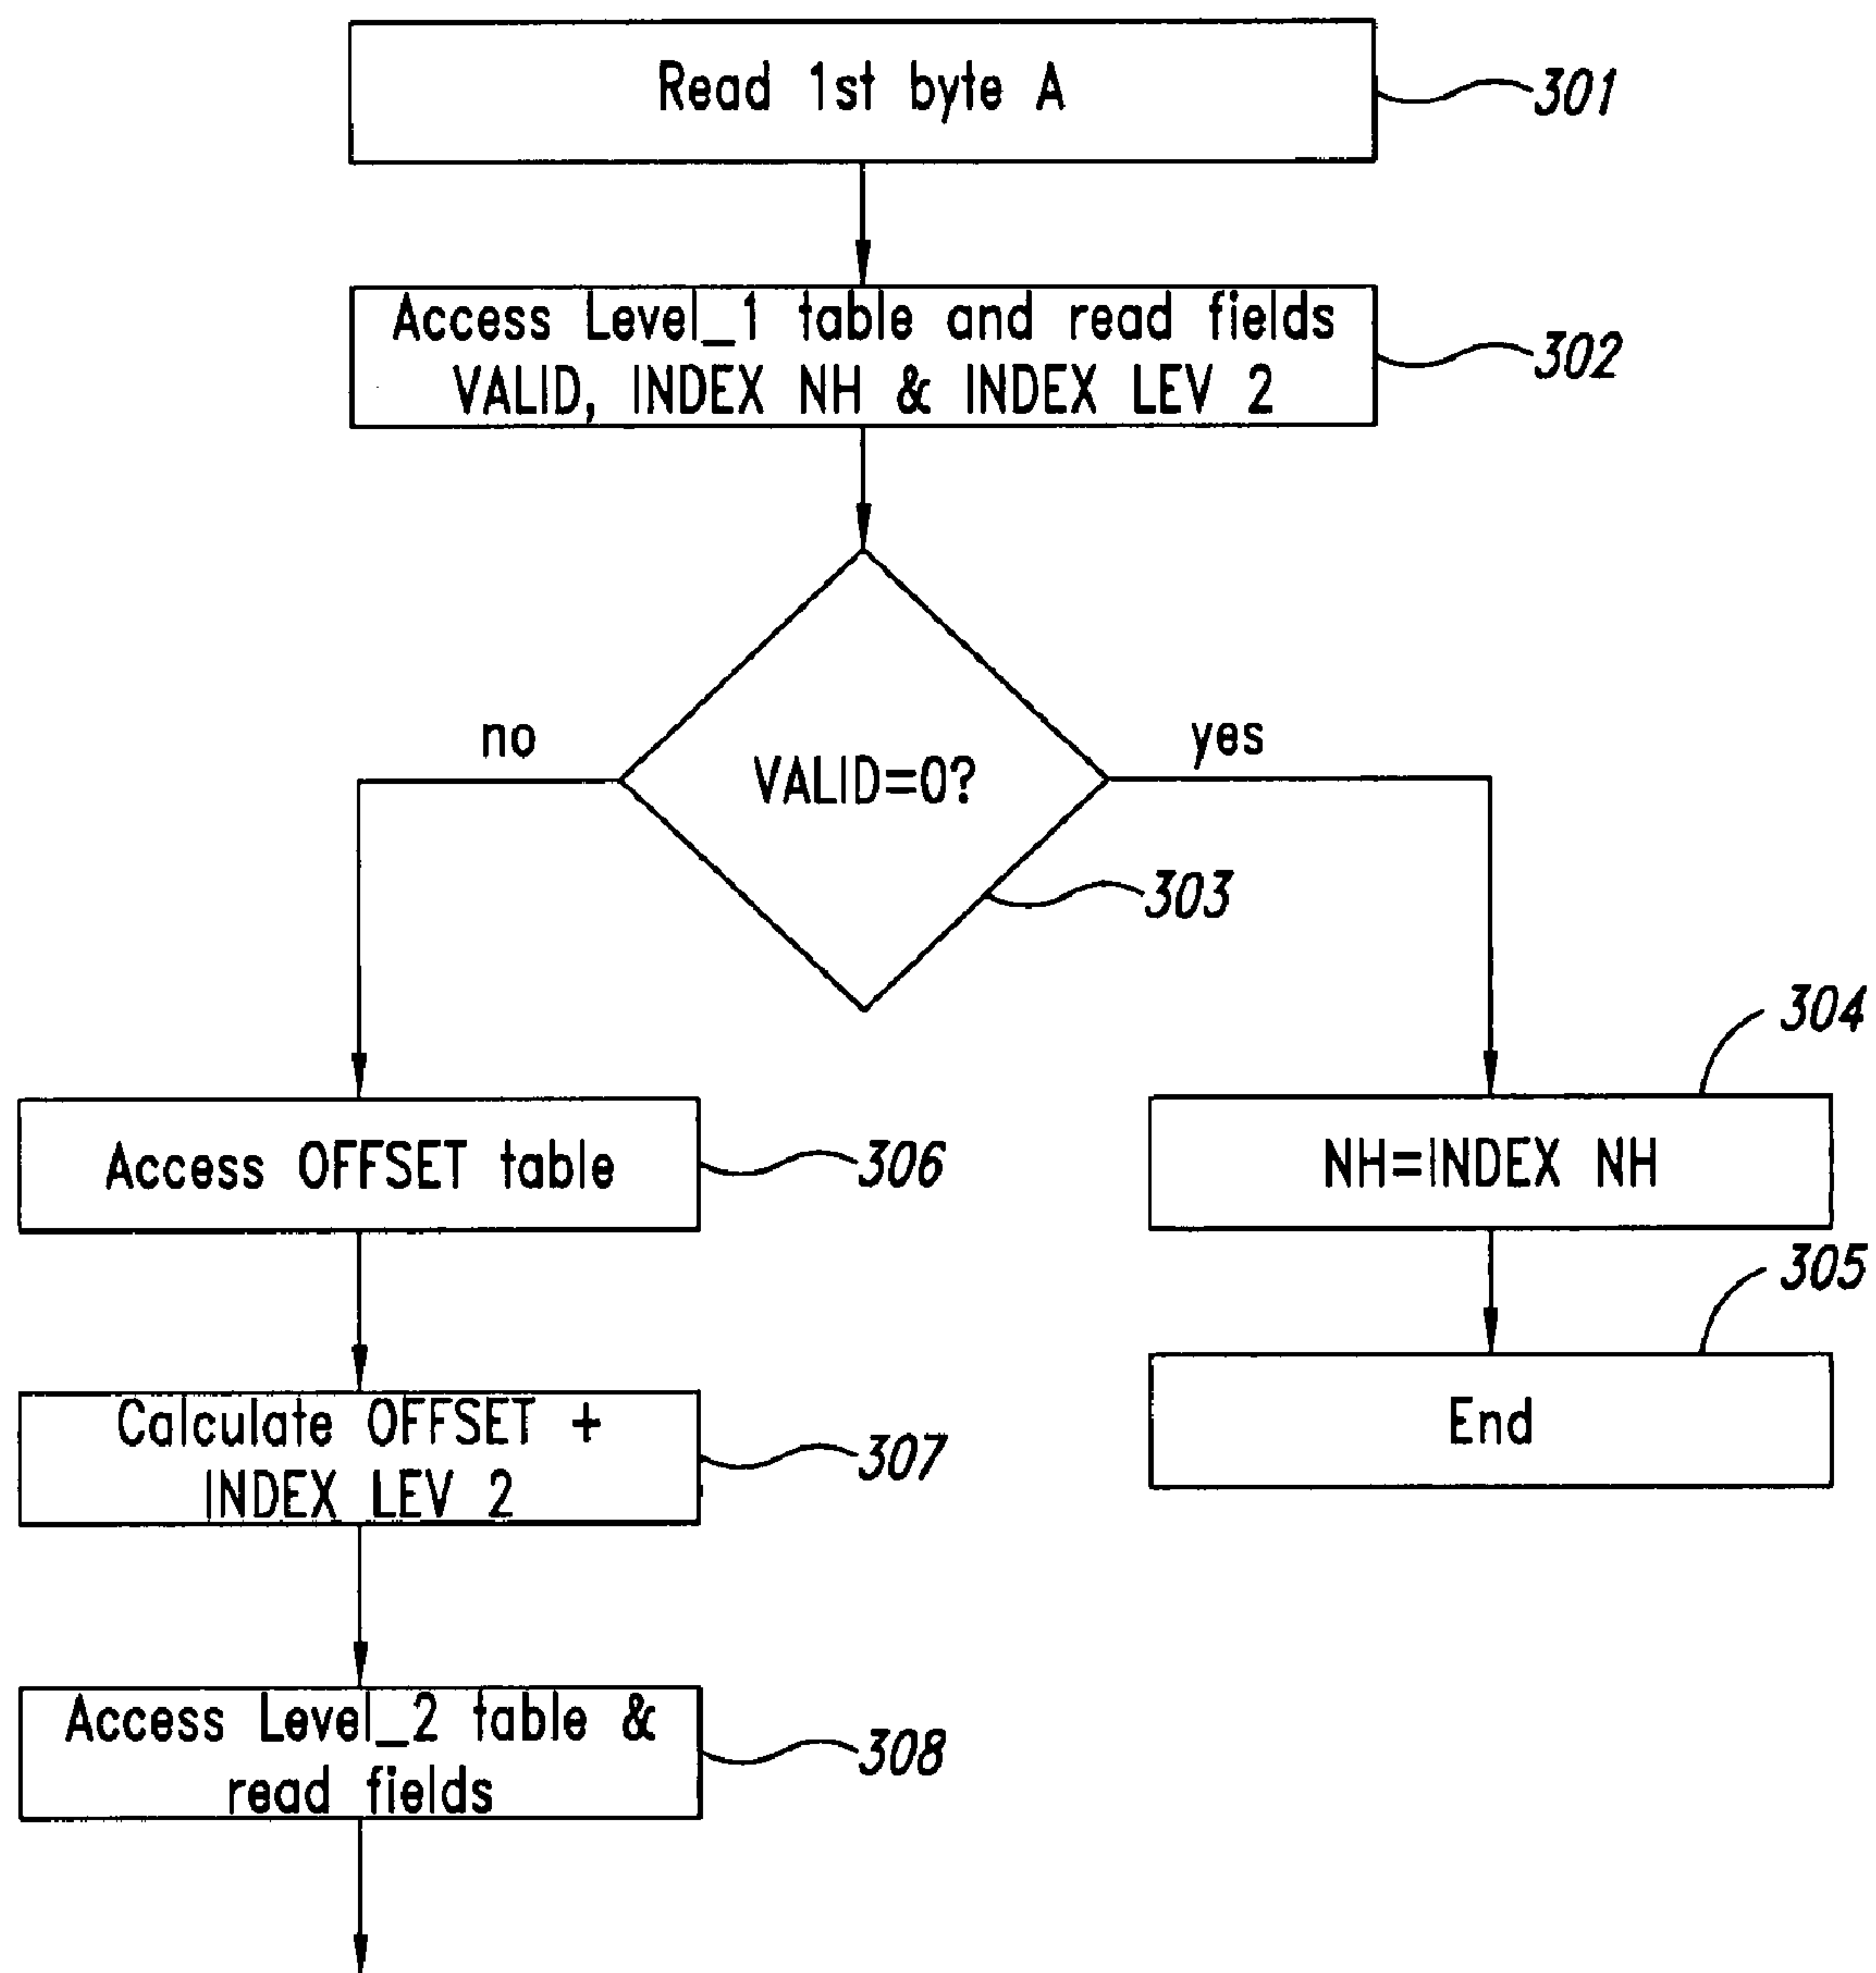 Read 1st byte A
301
Access Level_1 table and read fields
VALID, INDEX NH & INDEX LEV 2
302
no
yes
VALID=0?
303
304
Access OFFSET table
306
NH=INDEX NH
305
Calculate OFFSET +
INDEX LEV 2
307
End
Access Level_2 table &
read fields
308